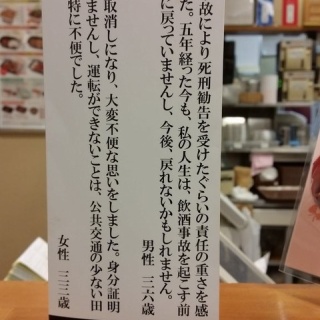 故により死刑勧告を受けたぐらいの責任の重さを感
た。五年経った今も、私の人生は、飲酒事故を起こす前
に戻っていませんし、今後、戻れないかもしれません。
男性 三六歳
取消しになり、大変不便な思いをしました。身分証明
ませんし、運転ができないことは、公共交通の少ない田
特に不便でした。
女性 三三歳